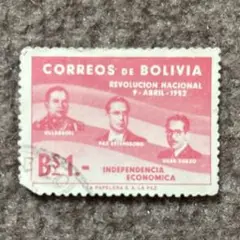 CORREOS DE BOLIVIA
REVOLUCION NACIONAL
9 - ABRIL - 1952
VILLARROEL
PAZ ESTENSSORO
SILES ZUAZO
Bs 1.-
INDEPENDENCIA
ECONOMICA
LA PAPELERA S. A. LA PAZ